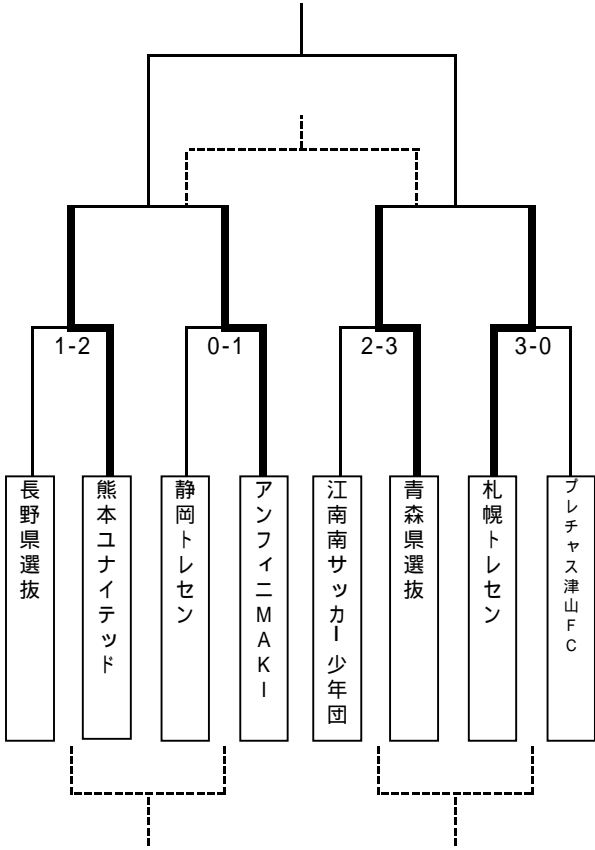 1-2
0-1
2-3
3-0
長野県選抜
熊本ユナイテッド
静岡トレセン
アンフィニMAKI
江南南サッカー少年団
青森県選抜
札幌トレセン
プレチャス津山FC